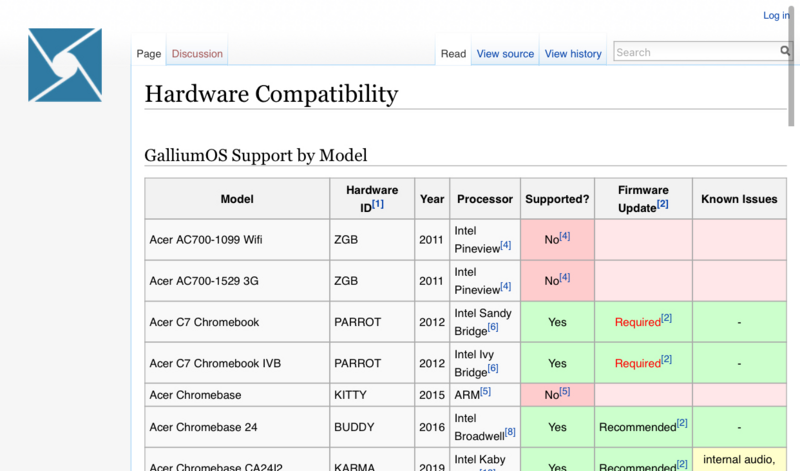 Log in
Page Discussion Read View source View history Search
Hardware Compatibility
GalliumOS Support by Model
Model Hardware ID[1] Year Processor Supported? Firmware Update[2] Known Issues
Acer AC700-1099 Wifi ZGB 2011 Intel Pineview[4] No[4]
Acer AC700-1529 3G ZGB 2011 Intel Pineview[4] No[4]
Acer C7 Chromebook PARROT 2012 Intel Sandy Bridge[6] Yes Required[2] -
Acer C7 Chromebook IVB PARROT 2012 Intel Ivy Bridge[6] Yes Required[2] -
Acer Chromebase KITTY 2015 ARM[5] No[5]
Acer Chromebase 24 BUDDY 2016 Intel Broadwell[8] Yes Recommended[2] -
Acer Chromebase CA24I2 KARMA 2019 Intel Kaby Yes Recommended[2] internal audio,